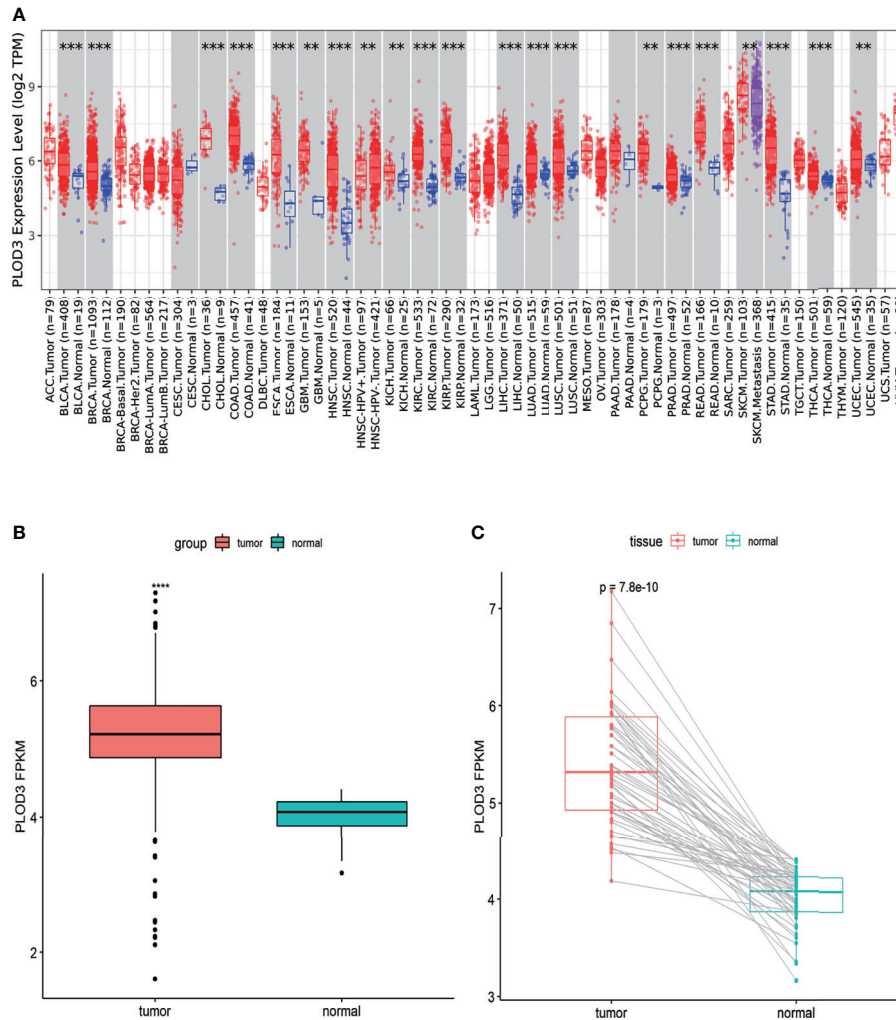 A
*** *** *** *** *** ** *** ** ** *** *** *** *** *** ** *** *** ** *** *** **
PLOD3 Expression Level (log2 TPM)
9
6
3
ACC.Tumor (n=79)
BLCA.Tumor (n=408)
BLCA.Normal (n=19)
BRCA.Tumor (n=1093)
BRCA.Normal (n=112)
BRCA-Basal.Tumor (n=190)
BRCA-Her2.Tumor (n=82)
BRCA-LumA.Tumor (n=564)
BRCA-LumB.Tumor (n=217)
CESC.Tumor (n=304)
CESC.Normal (n=3)
CHOL.Tumor (n=36)
CHOL.Normal (n=9)
COAD.Tumor (n=457)
COAD.Normal (n=41)
DLBC.Tumor (n=48)
ESCA.Tumor (n=184)
ESCA.Normal (n=11)
GBM.Tumor (n=153)
GBM.Normal (n=5)
HNSC.Tumor (n=520)
HNSC.Normal (n=44)
HNSC-HPV+.Tumor (n=97)
HNSC-HPV-.Tumor (n=421)
KICH.Tumor (n=66)
KICH.Normal (n=25)
KIRC.Tumor (n=533)
KIRC.Normal (n=72)
KIRP.Tumor (n=290)
KIRP.Normal (n=32)
LAML.Tumor (n=173)
LGG.Tumor (n=516)
LIHC.Tumor (n=371)
LIHC.Normal (n=50)
LUAD.Tumor (n=515)
LUAD.Normal (n=59)
LUSC.Tumor (n=501)
LUSC.Normal (n=51)
MESO.Tumor (n=87)
OV.Tumor (n=303)
PAAD.Tumor (n=178)
PAAD.Normal (n=4)
PCPG.Tumor (n=179)
PCPG.Normal (n=3)
PRAD.Tumor (n=497)
PRAD.Normal (n=52)
READ.Tumor (n=166)
READ.Normal (n=10)
SARC.Tumor (n=259)
SKCM.Tumor (n=103)
SKCM.Metastasis (n=368)
STAD.Tumor (n=415)
STAD.Normal (n=35)
TGCT.Tumor (n=150)
THCA.Tumor (n=501)
THCA.Normal (n=59)
THYM.Tumor (n=120)
UCEC.Tumor (n=545)
UCEC.Normal (n=35)
UCS.Tumor (n=57)
B
group tumor normal
****
PLOD3 FPKM
6
4
2
tumor normal
C
tissue tumor normal
p = 7.8e-10
PLOD3 FPKM
7
6
5
4
3
tumor normal